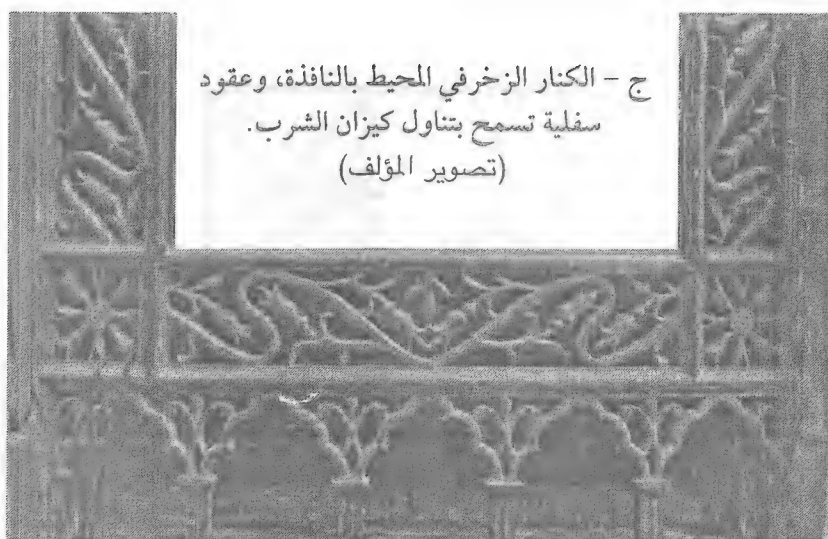 ج – الكنار الزخرفي المحيط بالنافذة، وعقود
سفلية تسمح بتناول كيزان الشرب.
(تصوير المؤلف)